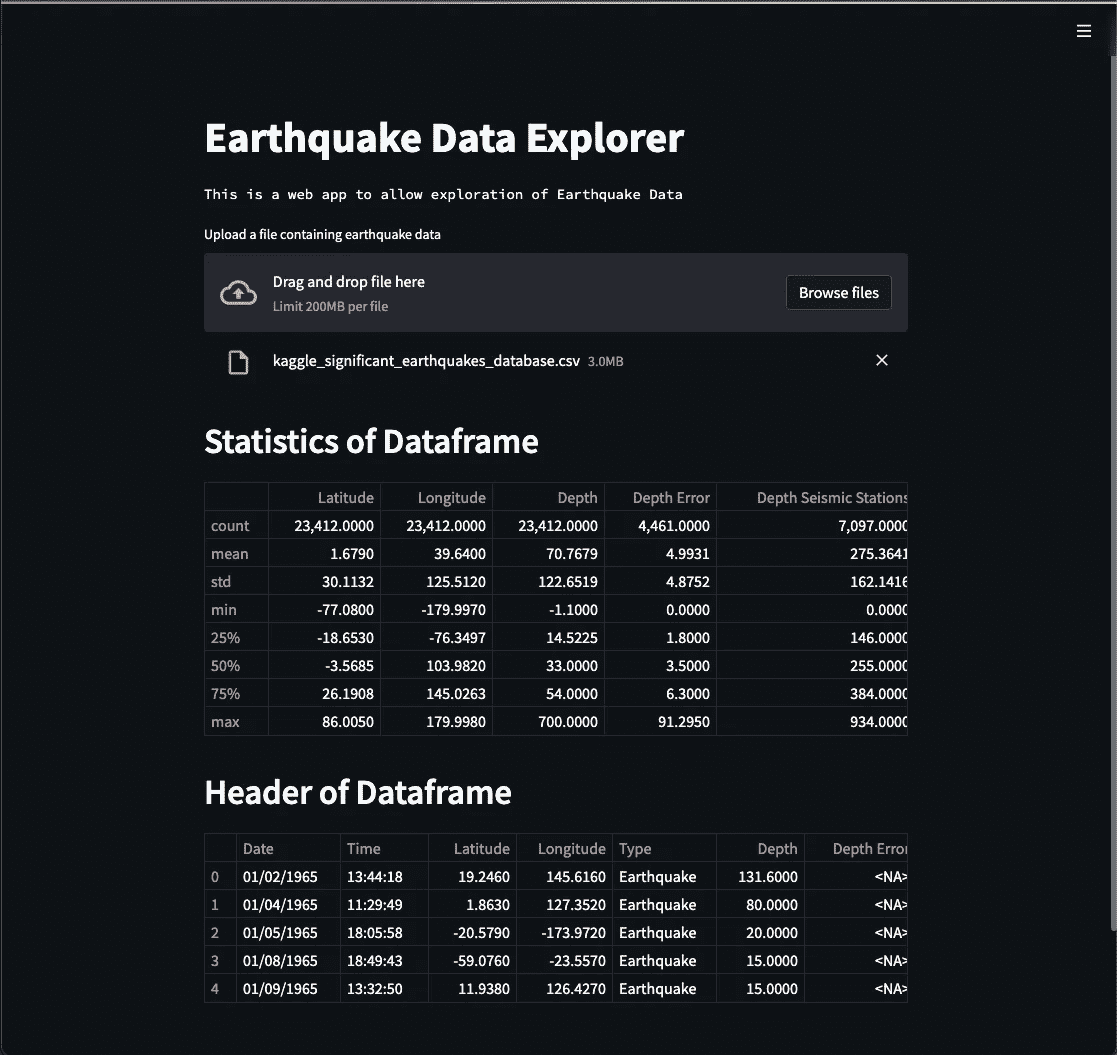 Earthquake Data Explorer
This is a web app to allow exploration of Earthquake Data
Upload a file containing earthquake data
Drag and drop file here
Limit 200MB per file
Browse files
kaggle_significant_earthquakes_database.csv 3.0MB
Statistics of Dataframe
Latitude Longitude Depth Depth Error Depth Seismic Stations
count 23,412.0000 23,412.0000 23,412.0000 4,461.0000 7,097.0000
mean 1.6790 39.6400 70.7679 4.9931 275.3641
std 30.1132 125.5120 122.6519 4.8752 162.1416
min -77.0800 -179.9970 -1.1000 0.0000 0.0000
25% -18.6530 -76.3497 14.5225 1.8000 146.0000
50% -3.5685 103.9820 33.0000 3.5000 255.0000
75% 26.1908 145.0263 54.0000 6.3000 384.0000
max 86.0050 179.9980 700.0000 91.2950 934.0000
Header of Dataframe
Date Time Latitude Longitude Type Depth Depth Error
0 01/02/1965 13:44:18 19.2460 145.6160 Earthquake 131.6000 <NA>
1 01/04/1965 11:29:49 1.8630 127.3520 Earthquake 80.0000 <NA>
2 01/05/1965 18:05:58 -20.5790 -173.9720 Earthquake 20.0000 <NA>
3 01/08/1965 18:49:43 -59.0760 -23.5570 Earthquake 15.0000 <NA>
4 01/09/1965 13:32:50 11.9380 126.4270 Earthquake 15.0000 <NA>